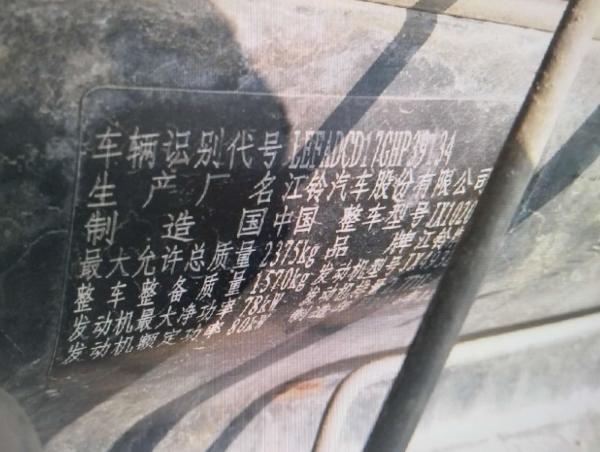 车辆识别代号 LEFADCD17GHP39134
生产厂名 江铃汽车股份有限公司
制造国 中国 整车型号
最大允许总质量 2375kg 品牌 江铃
整车整备质量 1570kg 发动机型号
发动机最大净功率 78kW
发动机额定功率 80kW